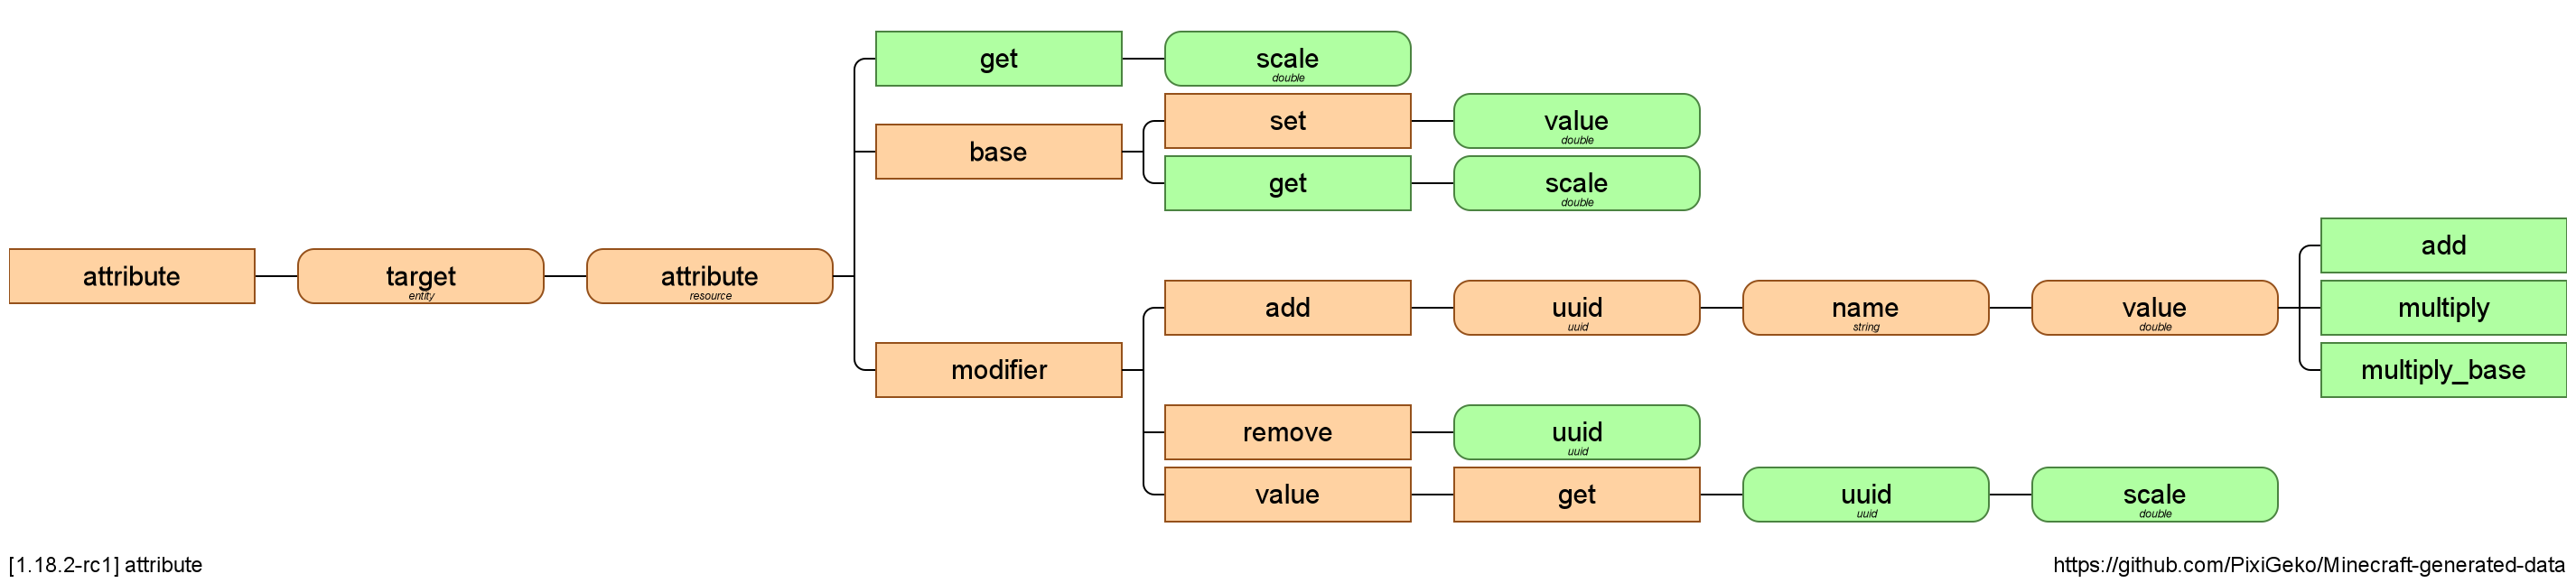 get
scale
double
set
value
double
base
get
scale
double
attribute
target
entity
attribute
resource
add
add
uuid
uuid
name
string
value
double
multiply
modifier
multiply_base
remove
uuid
uuid
value
get
uuid
uuid
scale
double
[1.18.2-rc1] attribute
https://github.com/PixiGeko/Minecraft-generated-data